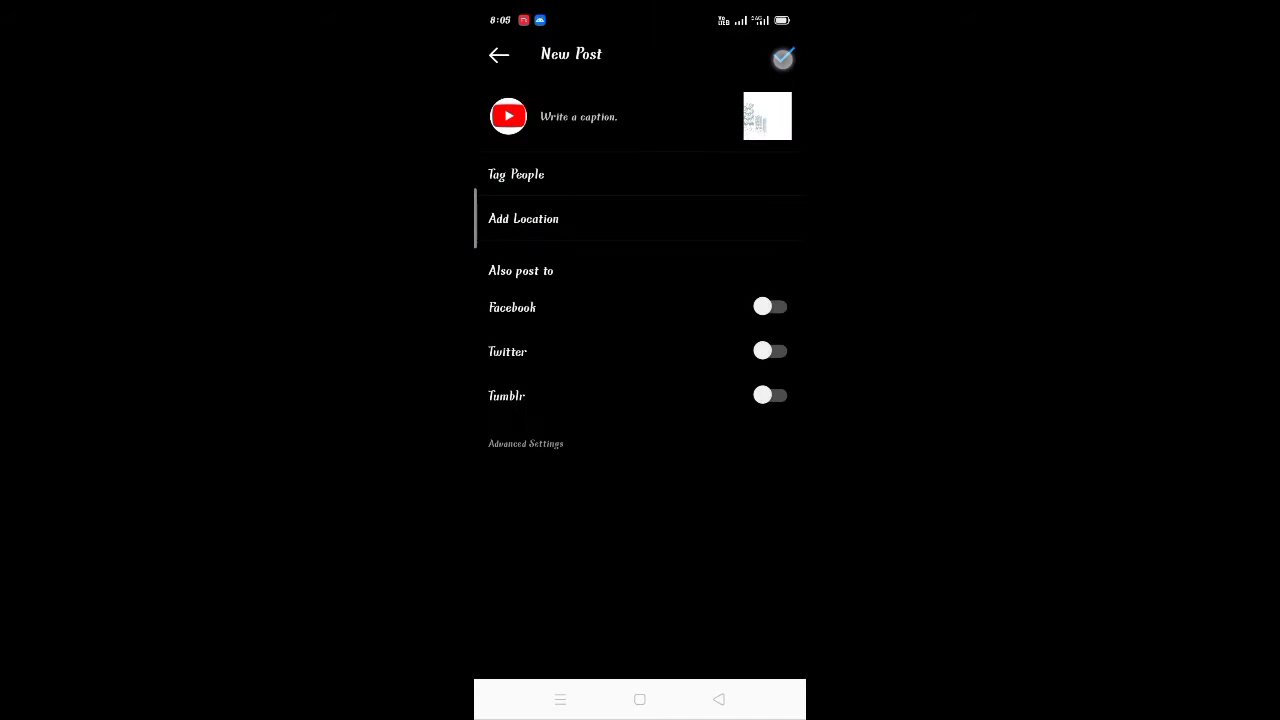 8:05
New Post
Write a caption.
Tag People
Add Location
Also post to
Facebook
Twitter
Tumblr
Advanced Settings